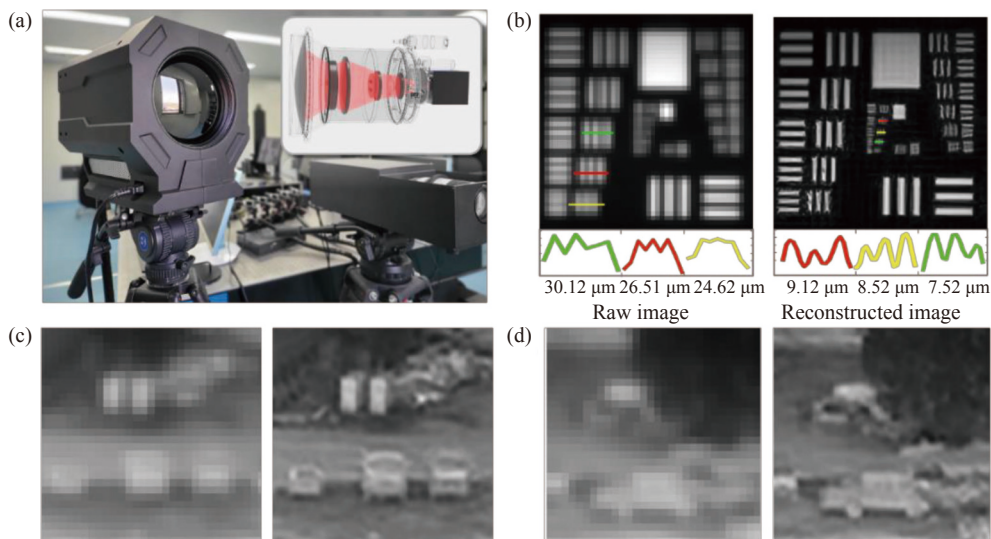 (a)
(b)
30.12 μm 26.51 μm 24.62 μm
9.12 μm 8.52 μm 7.52 μm
Raw image
Reconstructed image
(c)
(d)